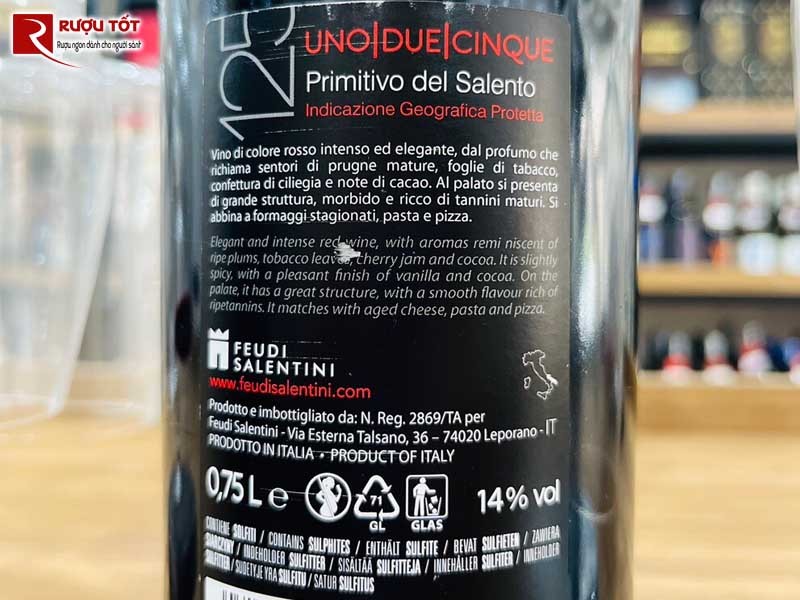 RƯỢU TỐT
Rượu ngon dành cho người sành
125
UNO|DUE|CINQUE
Primitivo del Salento
Indicazione Geografica Protetta
Vino di colore rosso intenso ed elegante, dal profumo che
richiama sentori di prugne mature, foglie di tabacco,
confettura di ciliegia e note di cacao. Al palato si presenta
di grande struttura, morbido e ricco di tannini maturi. Si
abbina a formaggi stagionati, pasta e pizza.
Elegant and intense red wine, with aromas remi niscent of
ripe plums, tobacco leaves, cherry jam and cocoa. It is slightly
spicy, with a pleasant finish of vanilla and cocoa. On the
palate, it has a great structure, with a smooth flavour rich of
ripetannins. It matches with aged cheese, pasta and pizza.
FEUDI
SALENTINI
www.feudisalentini.com
Prodotto e imbottigliato da: N. Reg. 2869/TA per
Feudi Salentini - Via Esterna Talsano, 36 – 74020 Leporano - IT
PRODOTTO IN ITALIA - PRODUCT OF ITALY
0,75 L e 71 14% vol
GL GLAS
CONTIENE SOLFITI / CONTAINS SULPHITES / ENTHÄLT SULFITE / BEVAT SULFIETEN / ZAWIERA
SIARCZYNY / INDEHOLDER SULFITTER / SISÄLTÄÄ SULFITTEJA / INNEHÅLLER SULFITER / INNEHOLDER
SULFITTER / SUDETYJE YRA SULFITU / SATUR SULFITUS